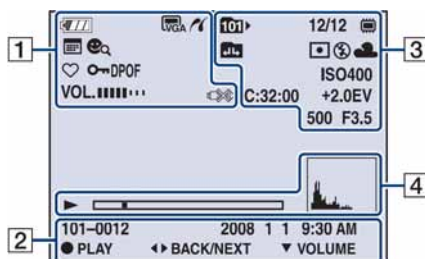 1
VGA
101
12/12
3
DPOF
ISO400
VOL.
C:32:00
+2.0EV
500 F3.5
4
2
101-0012 2008 1 1 9:30 AM
PLAY BACK/NEXT VOLUME